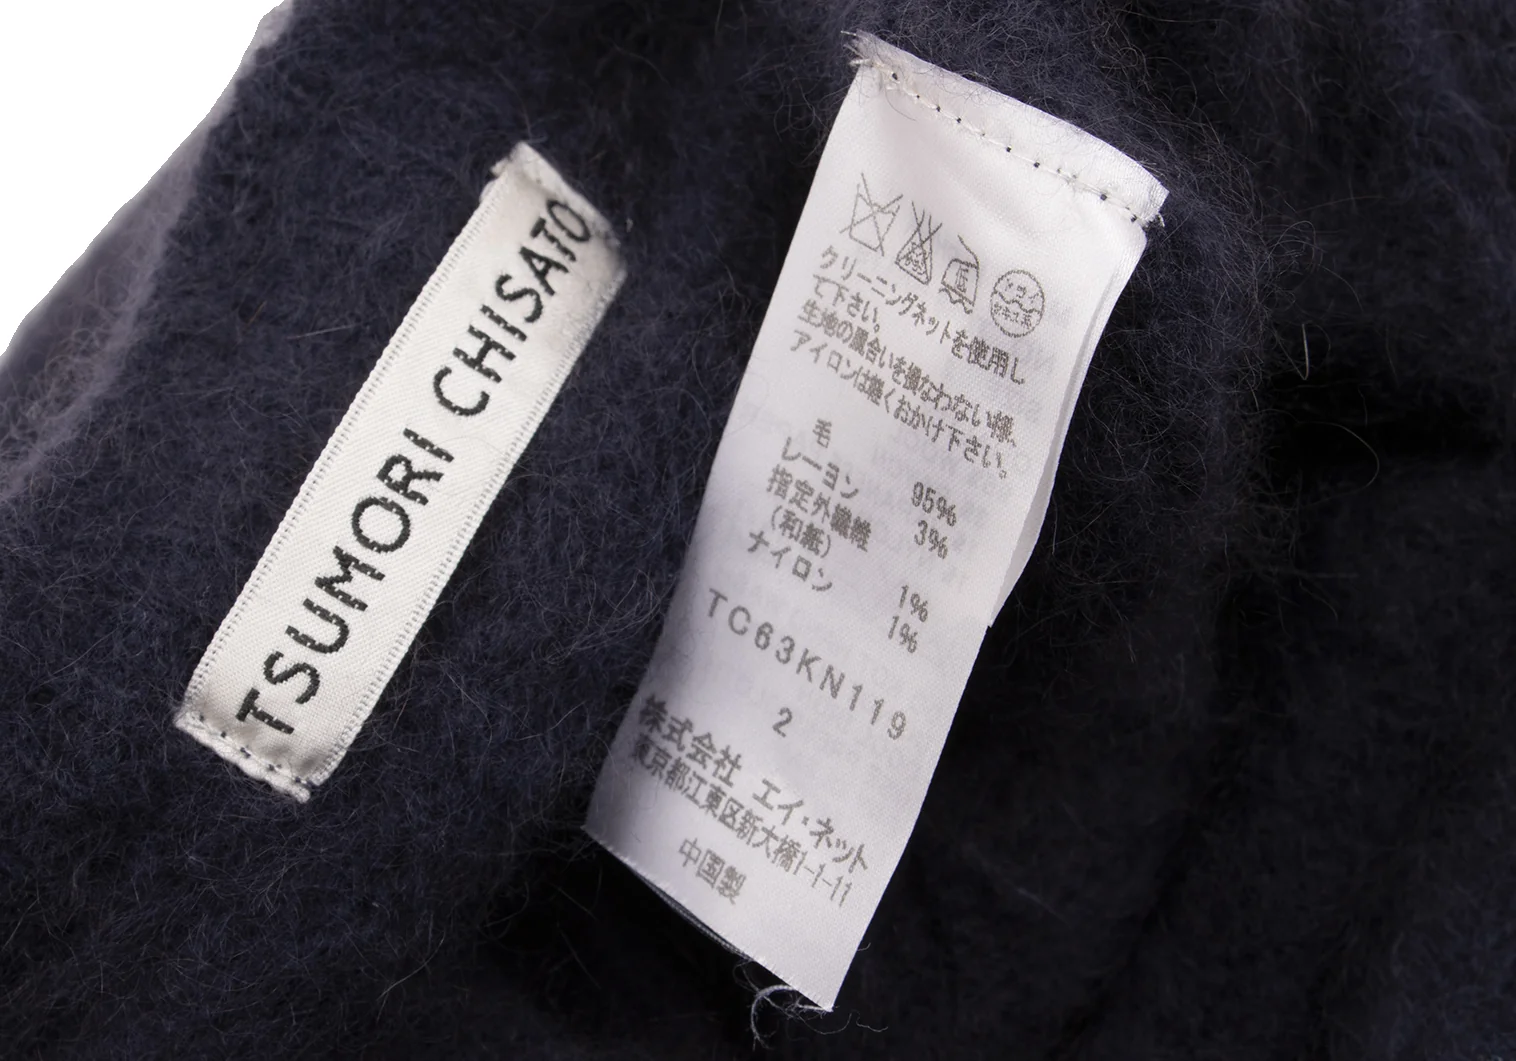 TSUMORI CHISATO
クリーニングネットを使用し
て下さい。
生地の風合いを損なわない様、
アイロンは軽くおかけ下さい。
毛 95%
レーヨン 3%
指定外繊維
(和紙) 1%
ナイロン 1%
TC63KN119
2
株式会社 エイ・ネット
東京都江東区新大橋1-1-11
中国製